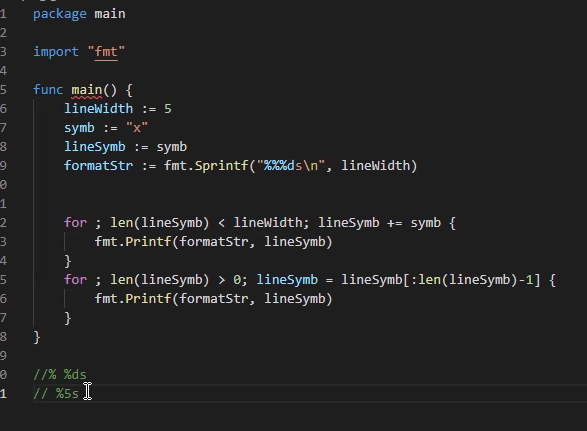 1 package main
2
3 import "fmt"
4
5 func main() {
6 lineWidth := 5
7 symb := "x"
8 lineSymb := symb
9 formatStr := fmt.Sprintf("%%%ds\n", lineWidth)
0
1
2 for ; len(lineSymb) < lineWidth; lineSymb += symb {
3 fmt.Printf(formatStr, lineSymb)
4 }
5 for ; len(lineSymb) > 0; lineSymb = lineSymb[:len(lineSymb)-1] {
6 fmt.Printf(formatStr, lineSymb)
7 }
8 }
9
0 //% %ds
1 // %5s